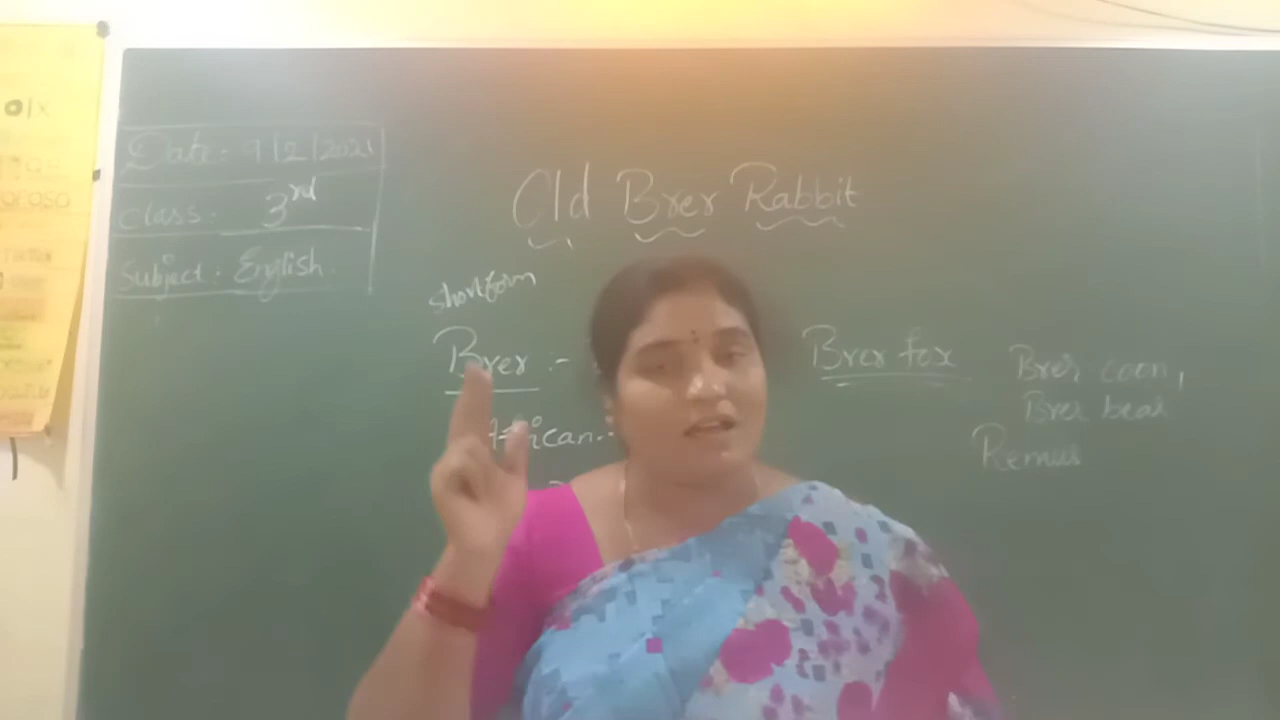 Date: 9/2/2021
Class: 3rd
Subject: English.
Old Brer Rabbit
shortform
Brer :-
African
Brer fox
Brer coon,
Brer bear
Remus